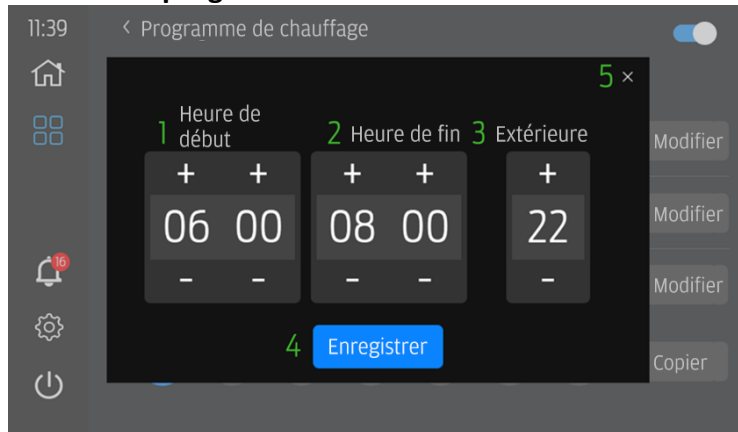 11:39
< Programme de chauffage
5 ×
1 Heure de
début
2 Heure de fin
3 Extérieure
Modifier
+ + + + +
06 00 08 00 22
Modifier
16
- - - - -
Modifier
4 Enregistrer
Copier